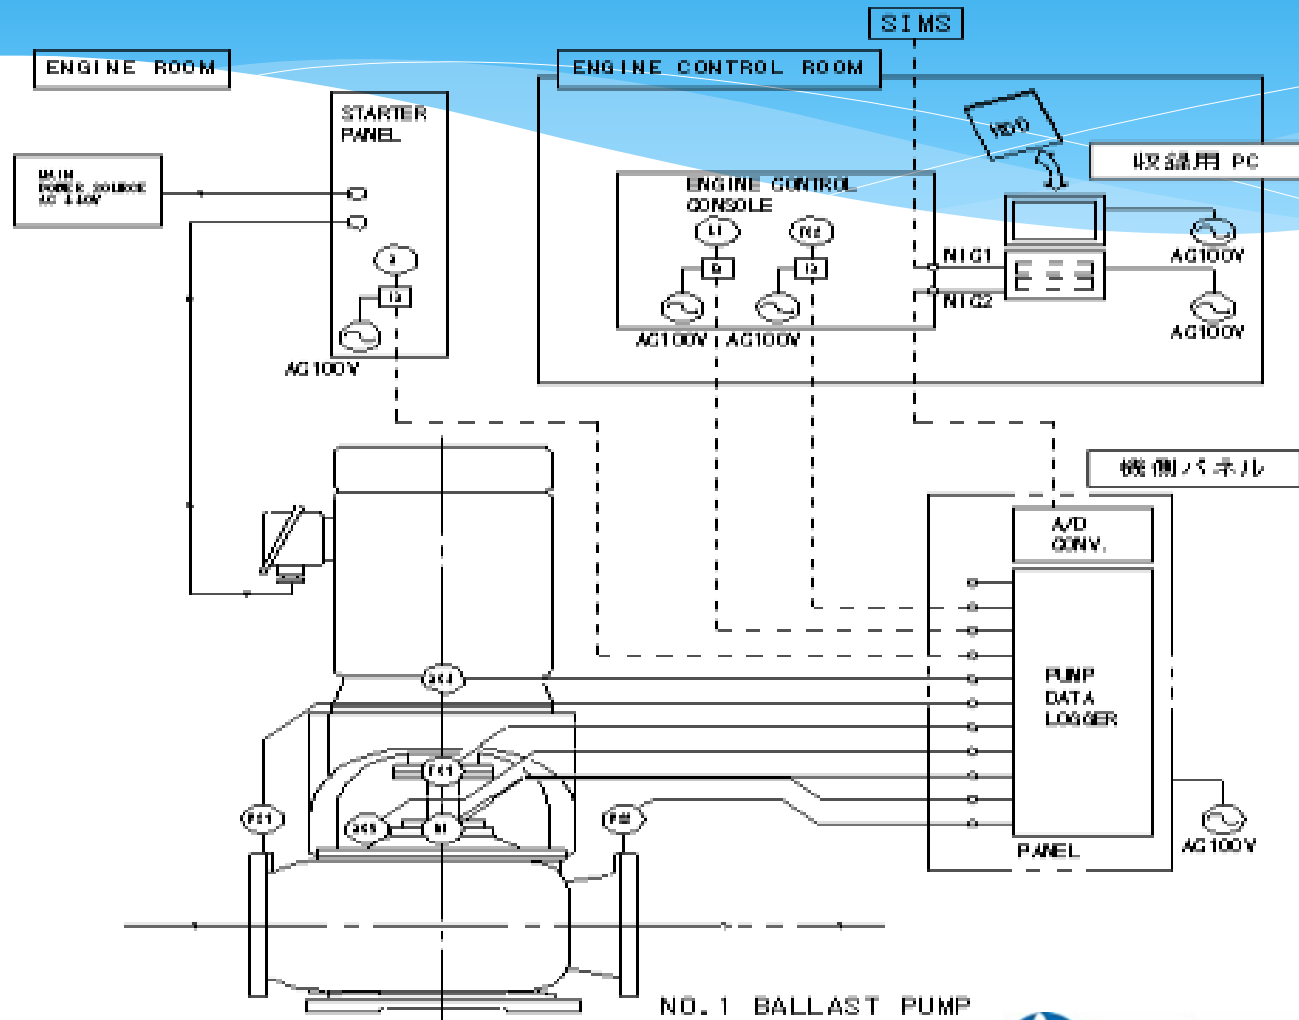 SIMS
ENGINE ROOM
ENGINE CONTROL ROOM
STARTER
PANEL
MAIN
POWER SOURCE
AC 440V
収録用 PC
ENGINE CONTROL
CONSOLE
NIC1
NIC2
AC100V
AC100V
AC100V
AC100V
AC100V
機側パネル
A/D
CONV.
PUMP
DATA
LOGGER
PANEL
AC100V
NO.1 BALLAST PUMP